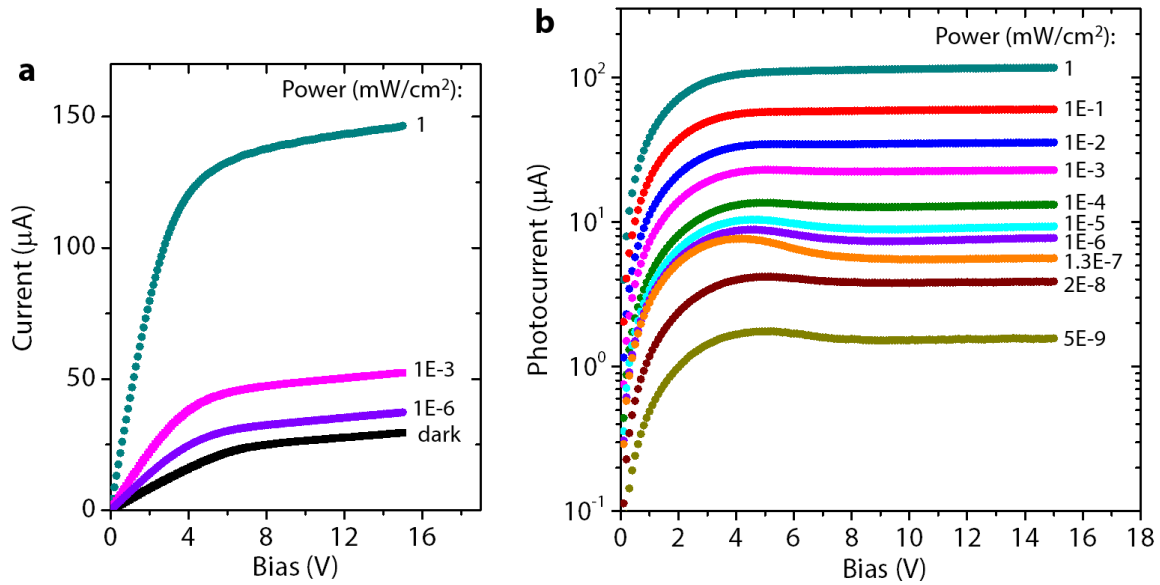 a
Power (mW/cm²):
1
1E-3
1E-6
dark
150
100
50
0
0 4 8 12 16
Current (μA)
Bias (V)
b
Power (mW/cm²):
1
1E-1
1E-2
1E-3
1E-4
1E-5
1E-6
1.3E-7
2E-8
5E-9
10²
10¹
10⁰
10⁻¹
0 2 4 6 8 10 12 14 16 18
Photocurrent (μA)
Bias (V)